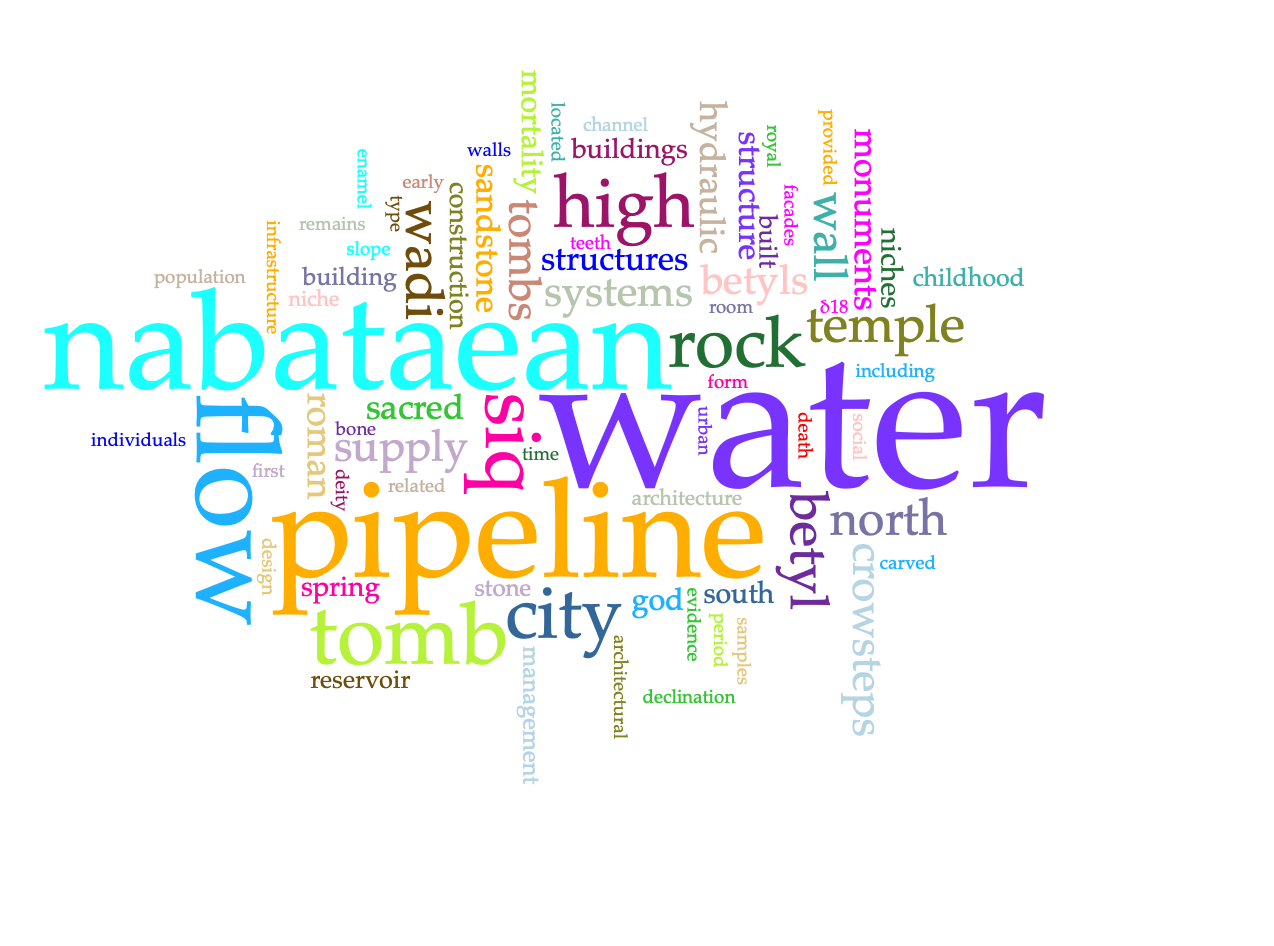 mortality
located
channel
hydraulic
royal
provided
monuments
walls
buildings
structure
enamel
early
sandstone
high
facades
wall
niches
type
construction
tombs
built
infrastructure
remains
wadi
teeth
slope
structures
betyls
childhood
population
building
niche
systems
room
δ18
nabataean
rock
temple
form
including
flow
roman
sacred
siq
water
urban
death
social
individuals
bone
supply
time
first
deity
related
architecture
pipeline
betyl
north
design
crowsteps
carved
spring
stone
city
god
south
evidence
period
samples
tomb
reservoir
management
architectural
declination